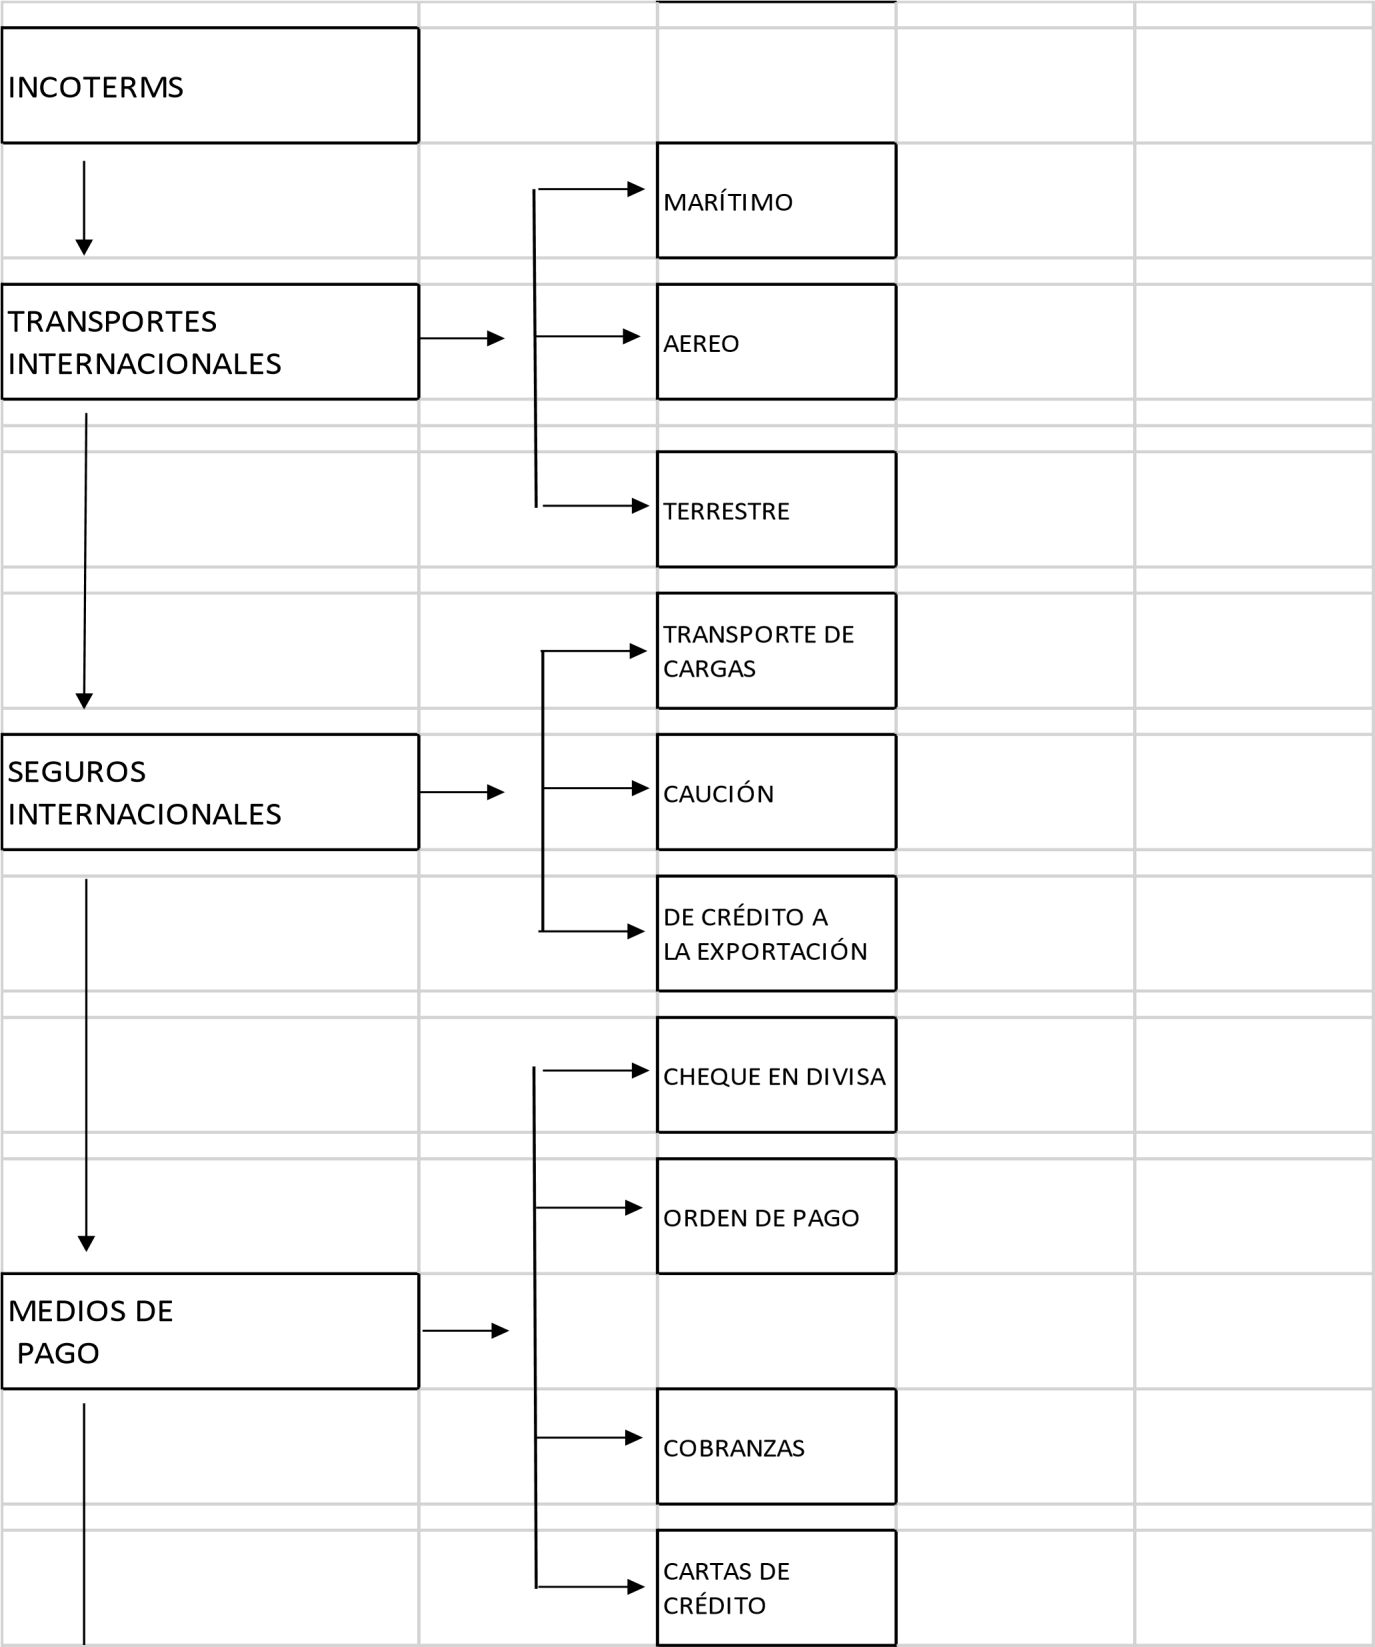 INCOTERMS
MARÍTIMO
TRANSPORTES
INTERNACIONALES
AEREO
TERRESTRE
TRANSPORTE DE
CARGAS
SEGUROS
INTERNACIONALES
CAUCIÓN
DE CRÉDITO A
LA EXPORTACIÓN
CHEQUE EN DIVISA
ORDEN DE PAGO
MEDIOS DE
PAGO
COBRANZAS
CARTAS DE
CRÉDITO